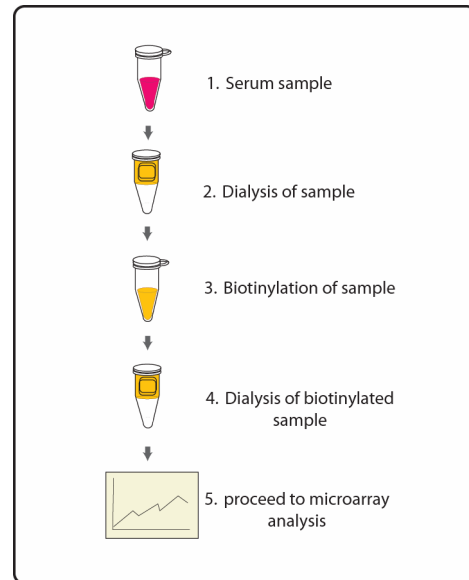 1. Serum sample
2. Dialysis of sample
3. Biotinylation of sample
4. Dialysis of biotinylated
sample
5. proceed to microarray
analysis